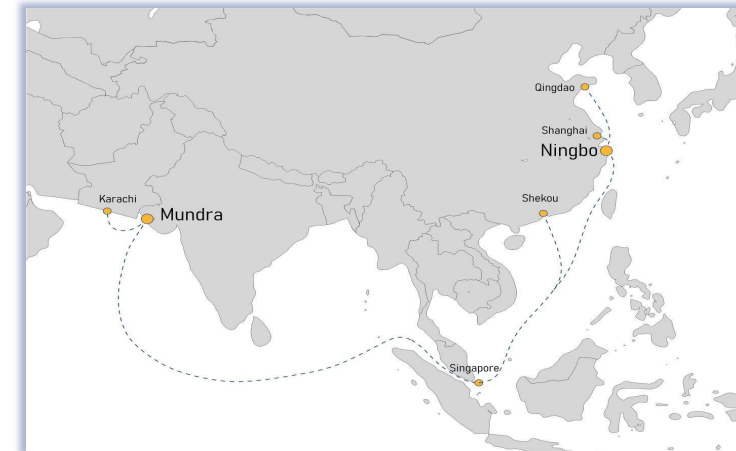 Qingdao
Shanghai
Ningbo
Shekou
Karachi
Mundra
Singapore